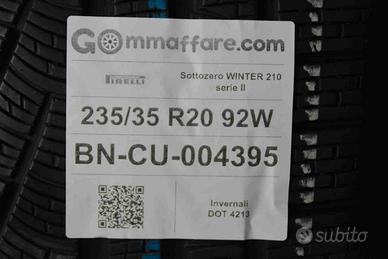 Gommaffare.com
PIRELLI
Sottozero WINTER 210
serie II
235/35 R20 92W
BN-CU-004395
Invernali
DOT 4213
subito